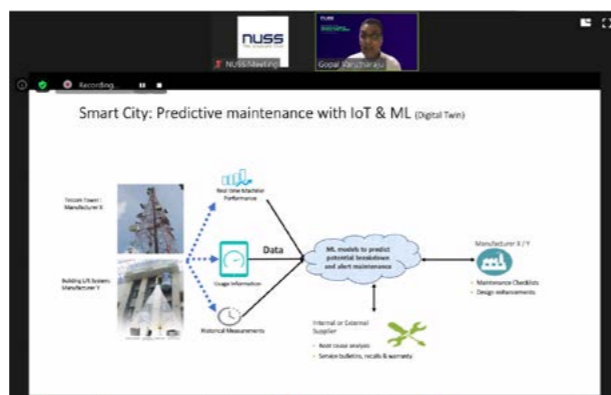 nuss
NUSS Meeting
Gopal Varutharaju
Recording...
Smart City: Predictive maintenance with IoT & ML (Digital Twin)
Telcom Tower:
Manufacturer X
Building Lift Systems
Manufacturer Y
Real time Machine
Performance
Data
Usage Information
Historical Measurements
ML models to predict
potential breakdown
and alert maintenance
Manufacturer X / Y
• Maintenance Checklists
• Design enhancements
Internal or External
Supplier
• Root cause analysis
• Service bulletins, recalls & warranty